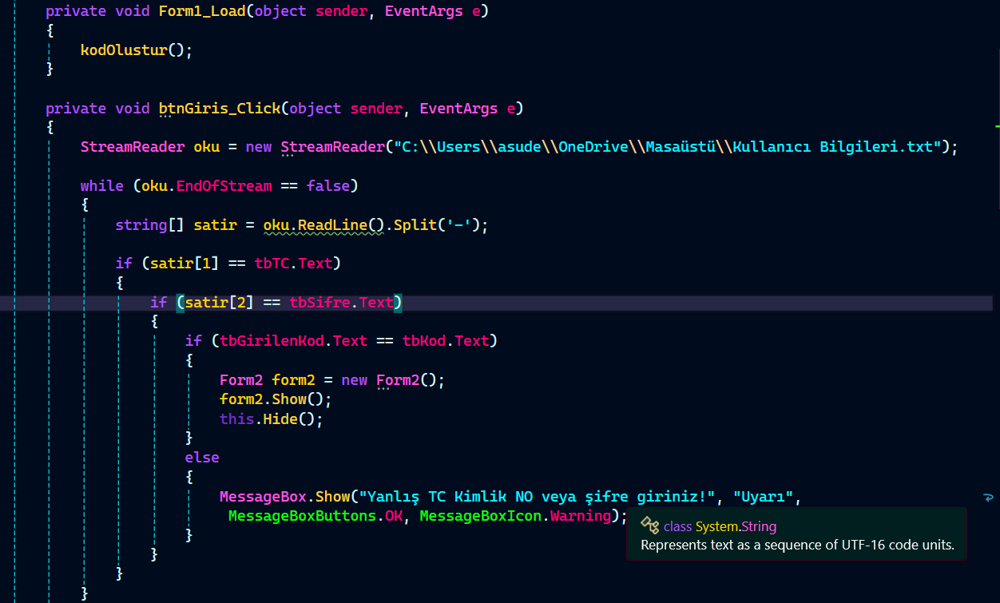 private void Form1_Load(object sender, EventArgs e)
{
kodOlustur();
}
private void btnGiris_Click(object sender, EventArgs e)
{
StreamReader oku = new StreamReader("C:\\Users\\asude\\OneDrive\\Masaüstü\\Kullanıcı Bilgileri.txt");
while (oku.EndOfStream == false)
{
string[] satir = oku.ReadLine().Split('-');
if (satir[1] == tbTC.Text)
{
if (satir[2] == tbSifre.Text)
{
if (tbGirilenKod.Text == tbKod.Text)
{
Form2 form2 = new Form2();
form2.Show();
this.Hide();
}
else
{
MessageBox.Show("Yanlış TC Kimlik NO veya şifre giriniz!", "Uyarı",
MessageBoxButtons.OK, MessageBoxIcon.Warning);
class System.String
Represents text as a sequence of UTF-16 code units.
}
}
}
}